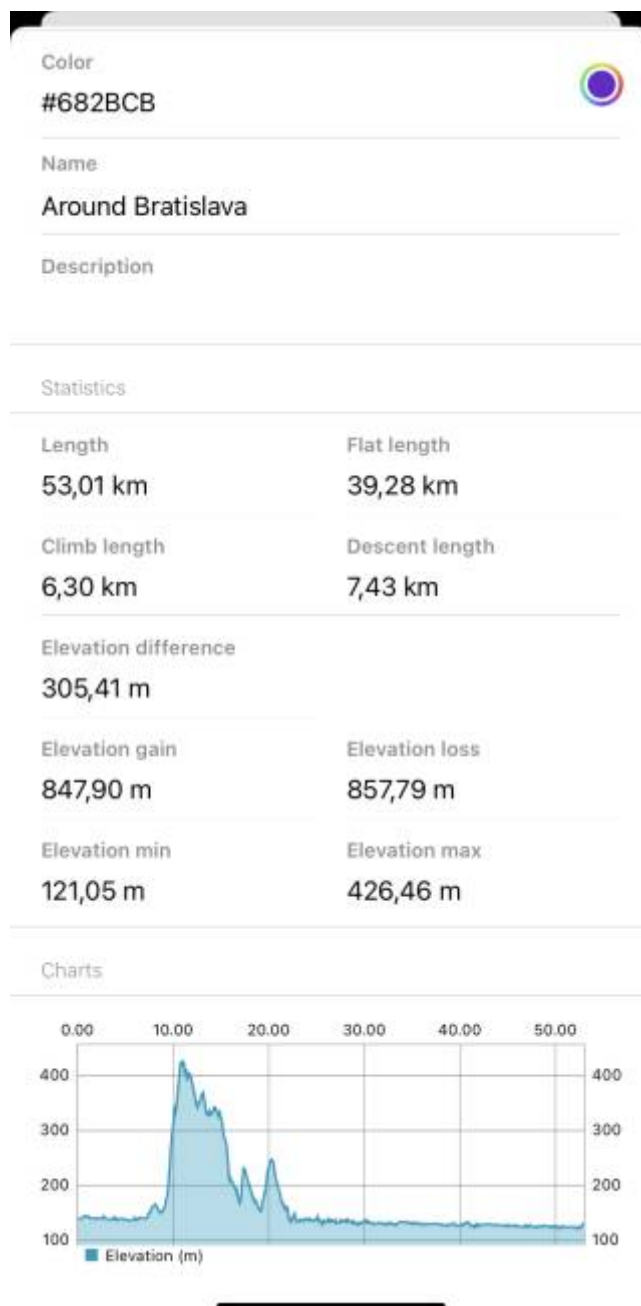 Color
#682BCB
Name
Around Bratislava
Description
Statistics
Length Flat length
53,01 km 39,28 km
Climb length Descent length
6,30 km 7,43 km
Elevation difference
305,41 m
Elevation gain Elevation loss
847,90 m 857,79 m
Elevation min Elevation max
121,05 m 426,46 m
Charts
0.00 10.00 20.00 30.00 40.00 50.00
400 400
300 300
200 200
100 100
Elevation (m)